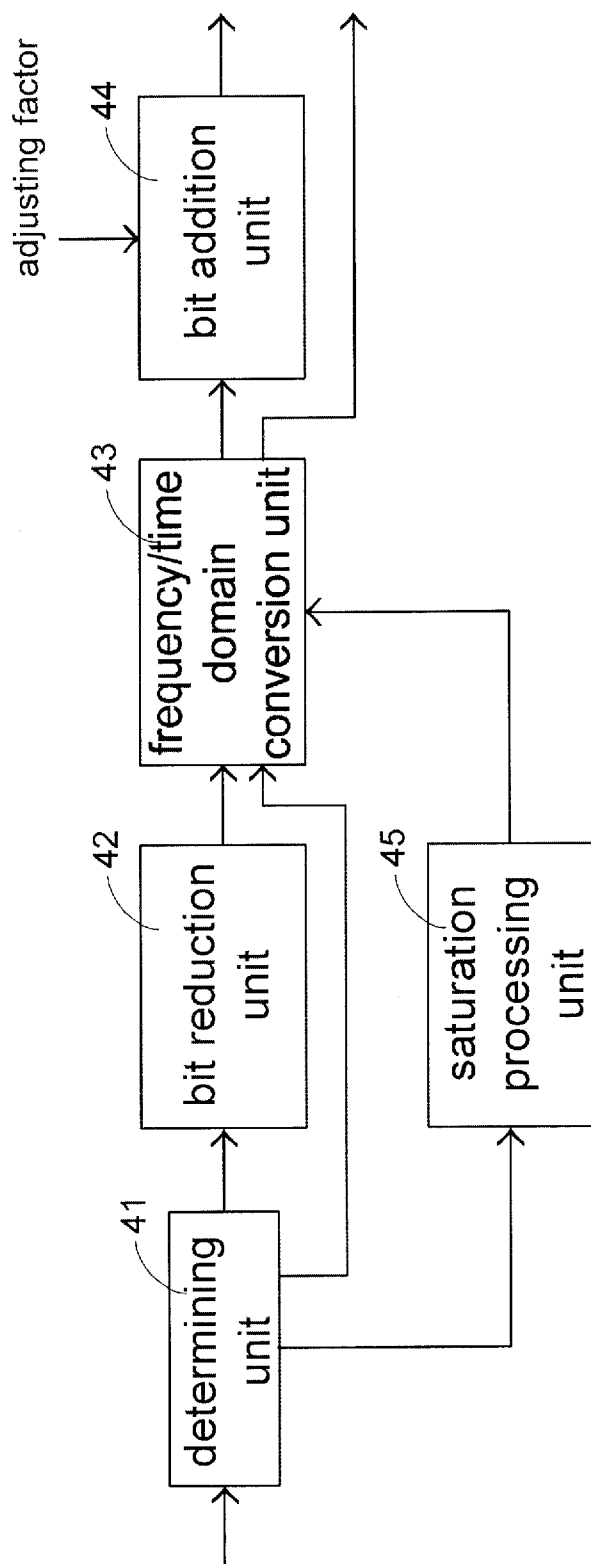 41
determining
unit
42
bit reduction
unit
43
frequency/time
domain
conversion unit
adjusting factor
44
bit addition
unit
45
saturation
processing
unit